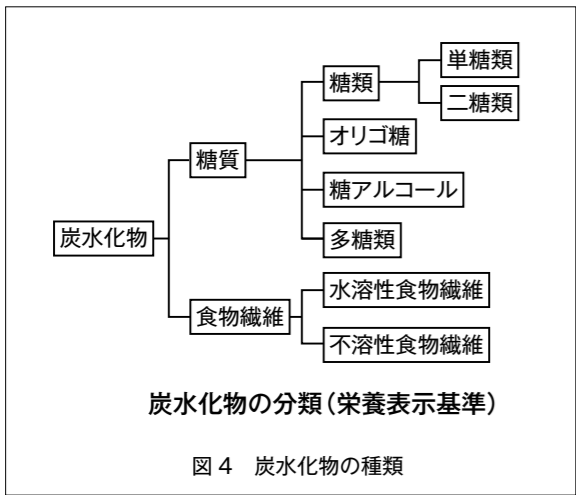 炭水化物
糖質
糖類
単糖類
二糖類
オリゴ糖
糖アルコール
多糖類
食物繊維
水溶性食物繊維
不溶性食物繊維
炭水化物の分類(栄養表示基準)
図4 炭水化物の種類